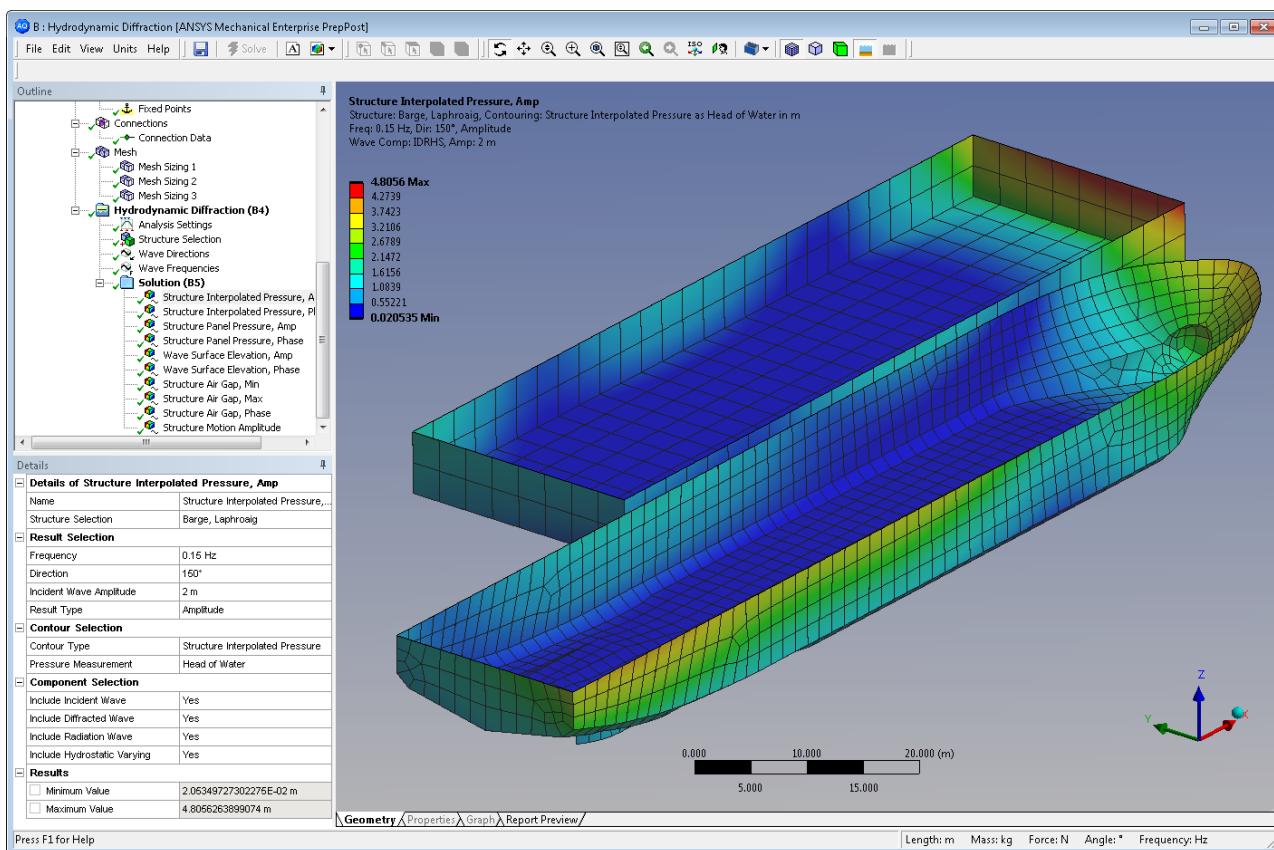 B : Hydrodynamic Diffraction [ANSYS Mechanical Enterprise PrepPost]
File Edit View Units Help Solve A ISO
Outline
Fixed Points
Connections
Connection Data
Mesh
Mesh Sizing 1
Mesh Sizing 2
Mesh Sizing 3
Hydrodynamic Diffraction (B4)
Analysis Settings
Structure Selection
Wave Directions
Wave Frequencies
Solution (B5)
Structure Interpolated Pressure, A
Structure Interpolated Pressure, Pl
Structure Panel Pressure, Amp
Structure Panel Pressure, Phase
Wave Surface Elevation, Amp
Wave Surface Elevation, Phase
Structure Air Gap, Min
Structure Air Gap, Max
Structure Air Gap, Phase
Structure Motion Amplitude
Details
Details of Structure Interpolated Pressure, Amp
Name Structure Interpolated Pressure,...
Structure Selection Barge, Laphroaig
Result Selection
Frequency 0.15 Hz
Direction 150°
Incident Wave Amplitude 2 m
Result Type Amplitude
Contour Selection
Contour Type Structure Interpolated Pressure
Pressure Measurement Head of Water
Component Selection
Include Incident Wave Yes
Include Diffracted Wave Yes
Include Radiation Wave Yes
Include Hydrostatic Varying Yes
Results
Minimum Value 2.05349727302275E-02 m
Maximum Value 4.8056263899074 m
Structure Interpolated Pressure, Amp
Structure: Barge, Laphroaig, Contouring: Structure Interpolated Pressure as Head of Water in m
Freq: 0.15 Hz, Dir: 150°, Amplitude
Wave Comp: IDRHS, Amp: 2 m
4.8056 Max
4.2739
3.7423
3.2106
2.6789
2.1472
1.6156
1.0839
0.55221
0.020535 Min
0.000 10.000 20.000 (m)
5.000 15.000
Z
Y X
Geometry Properties Graph Report Preview
Press F1 for Help Length: m Mass: kg Force: N Angle: ° Frequency: Hz